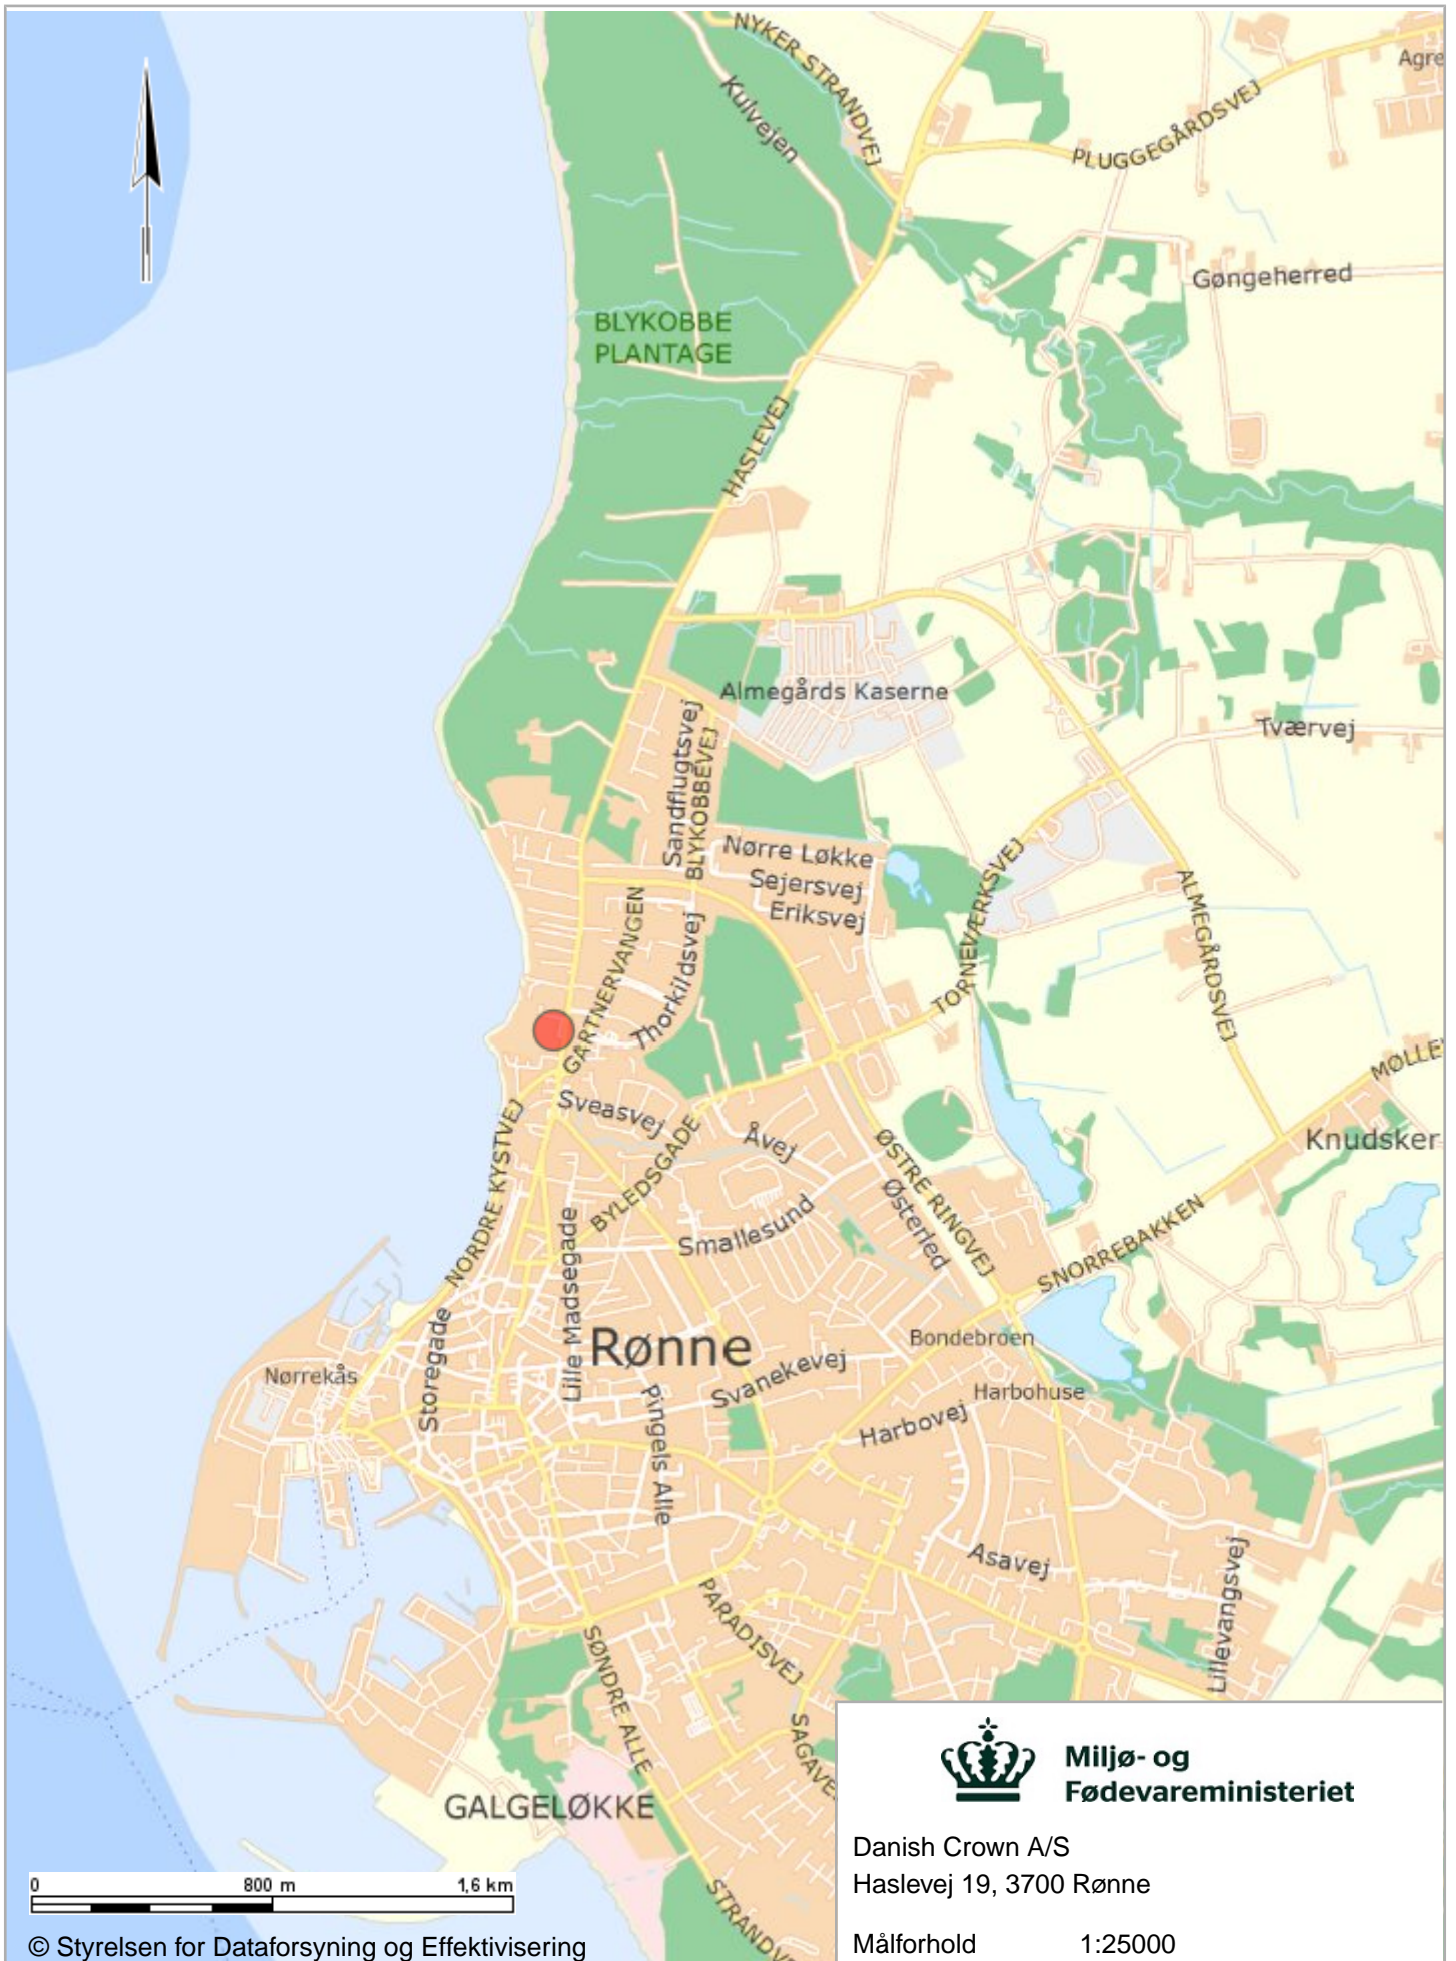 NYKER STRANDVEJ
Agre
Kulvejen
PLUGGEGÅRDSVEJ
Gøngeherred
BLYKOBBE
PLANTAGE
HASLEVEJ
Almegårds Kaserne
Tværvej
Sandflugtsvej
BLYKOBBEVEJ
Nørre Løkke
Sejersvej
Eriksvej
TORNEVÆRKSVEJ
ALMEGÅRDSVEJ
GARTNERVANGEN
Thorkildsvej
MØLLE
Sveasvej
Åvej
Knudsker
NORDRE KYSTVEJ
BYLEDSGADE
ØSTRE RINGVEJ
Østerled
Smallesund
SNORREBAKKEN
Lille Madsegade
Storegade
Rønne
Bondebroen
Nørrekås
Svanekevej
Harbohuse
Pingels Alle
Harbovej
Asavej
Lillevangsvej
PARADISVEJ
SØNDRE ALLE
SAGAVE
GALGELØKKE
STRANDV
Miljø- og
Fødevareministeriet
Danish Crown A/S
Haslevej 19, 3700 Rønne
Målforhold 1:25000
0 800 m 1,6 km
© Styrelsen for Dataforsyning og Effektivisering